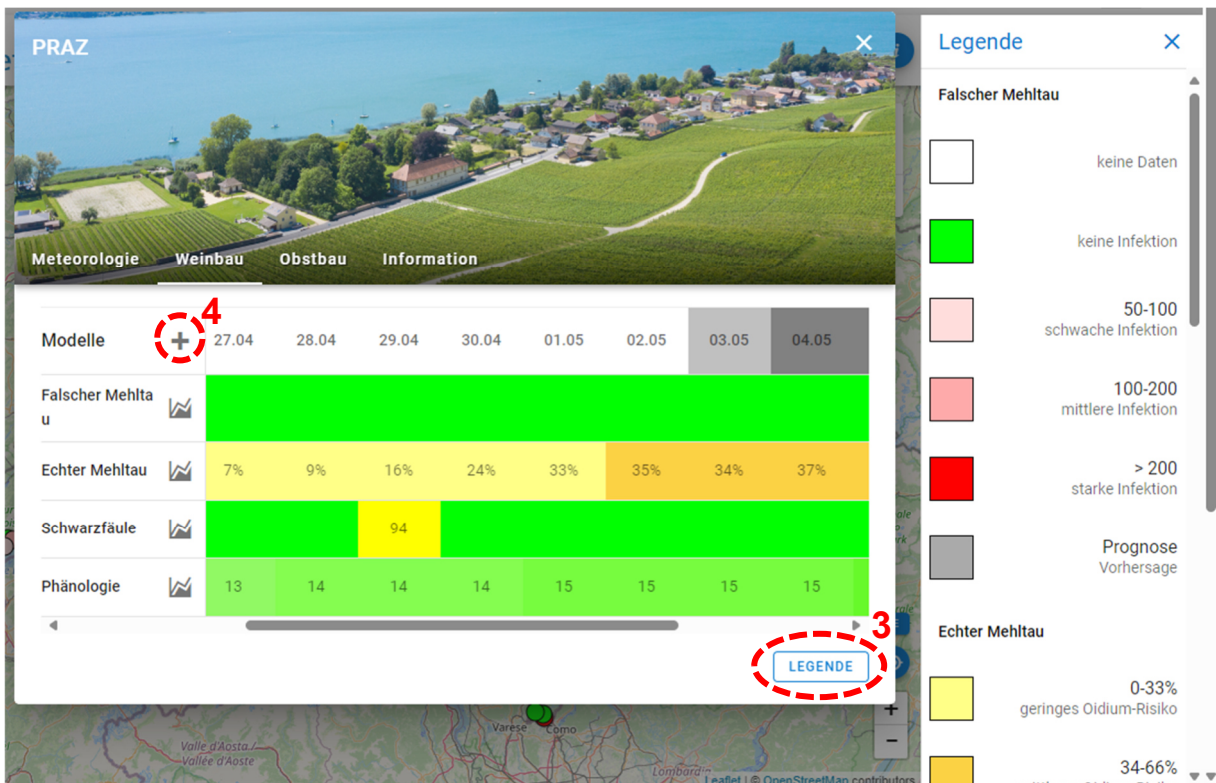 PRAZ
Meteorologie Weinbau Obstbau Information
4
Modelle 27.04 28.04 29.04 30.04 01.05 02.05 03.05 04.05
Falscher Mehlta
u
Echter Mehltau 7% 9% 16% 24% 33% 35% 34% 37%
Schwarzfäule 94
Phänologie 13 14 14 14 15 15 15 15
3
LEGENDE
Varese Como
Valle d'Aosta /
Vallée d'Aoste
Lombardi
Leaflet | © OpenStreetMap contributors
Legende
Falscher Mehltau
keine Daten
keine Infektion
50-100
schwache Infektion
100-200
mittlere Infektion
> 200
starke Infektion
Prognose
Vorhersage
Echter Mehltau
0-33%
geringes Oidium-Risiko
34-66%